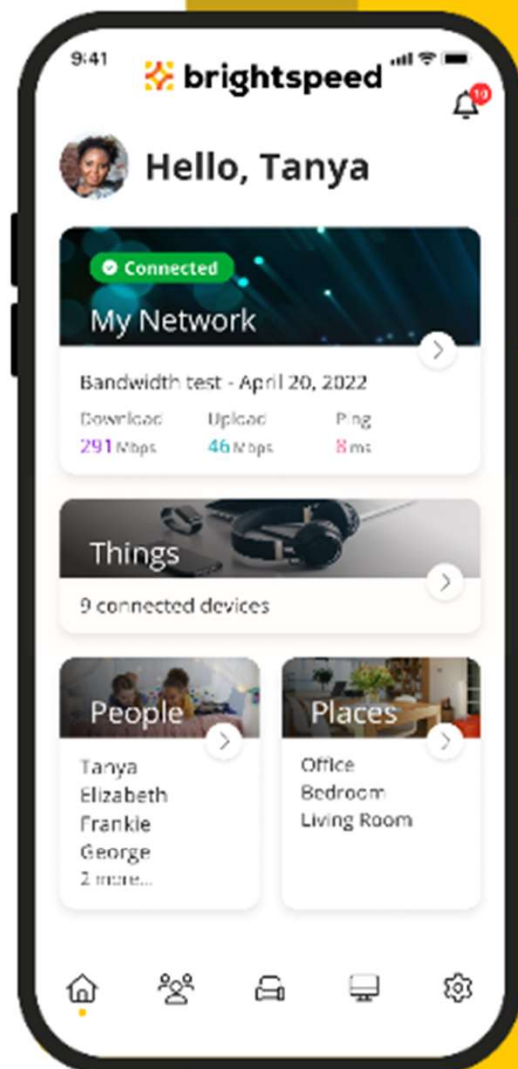 9:41
brightspeed
10
Hello, Tanya
Connected
My Network
Bandwidth test - April 20, 2022
Download Upload Ping
291 Mbps 46 Mbps 8 ms
Things
9 connected devices
People
Tanya
Elizabeth
Frankie
George
2 more...
Places
Office
Bedroom
Living Room